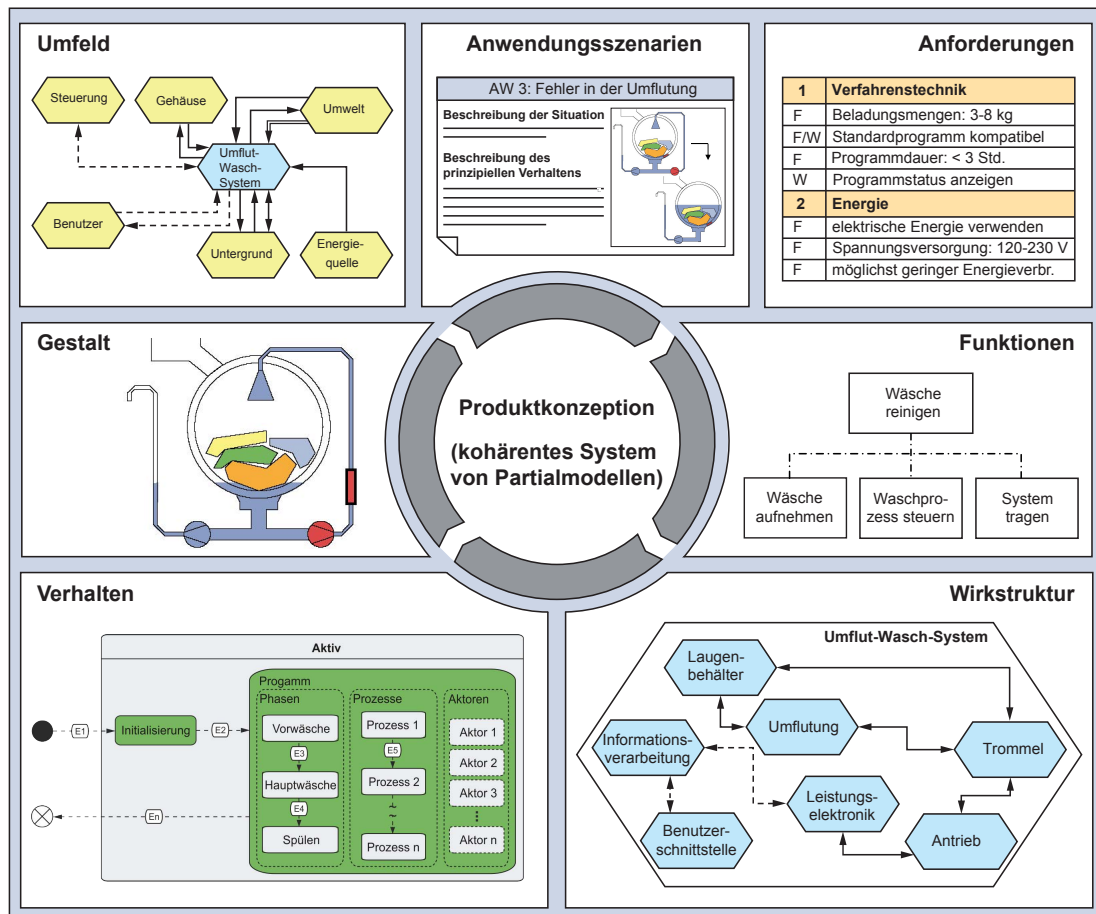 Umfeld
Steuerung
Gehäuse
Umwelt
Umflut-
Wasch-
System
Benutzer
Untergrund
Energie-
quelle
Anwendungsszenarien
AW 3: Fehler in der Umflutung
Beschreibung der Situation
Beschreibung des
prinzipiellen Verhaltens
Anforderungen
1 Verfahrenstechnik
F Beladungsmengen: 3-8 kg
F/W Standardprogramm kompatibel
F Programmdauer: < 3 Std.
W Programmstatus anzeigen
2 Energie
F elektrische Energie verwenden
F Spannungsversorgung: 120-230 V
F möglichst geringer Energieverbr.
Gestalt
Produktkonzeption
(kohärentes System
von Partialmodellen)
Funktionen
Wäsche
reinigen
Wäsche
aufnehmen
Waschpro-
zess steuern
System
tragen
Verhalten
Aktiv
Progamm
Phasen
Prozesse
Aktoren
E1
Initialisierung
E2
Vorwäsche
E3
Hauptwäsche
E4
Spülen
Prozess 1
E5
Prozess 2
~
~
Prozess n
Aktor 1
Aktor 2
Aktor 3
⋮
Aktor n
En
Wirkstruktur
Umflut-Wasch-System
Laugen-
behälter
Umflutung
Trommel
Informations-
verarbeitung
Leistungs-
elektronik
Benutzer-
schnittstelle
Antrieb